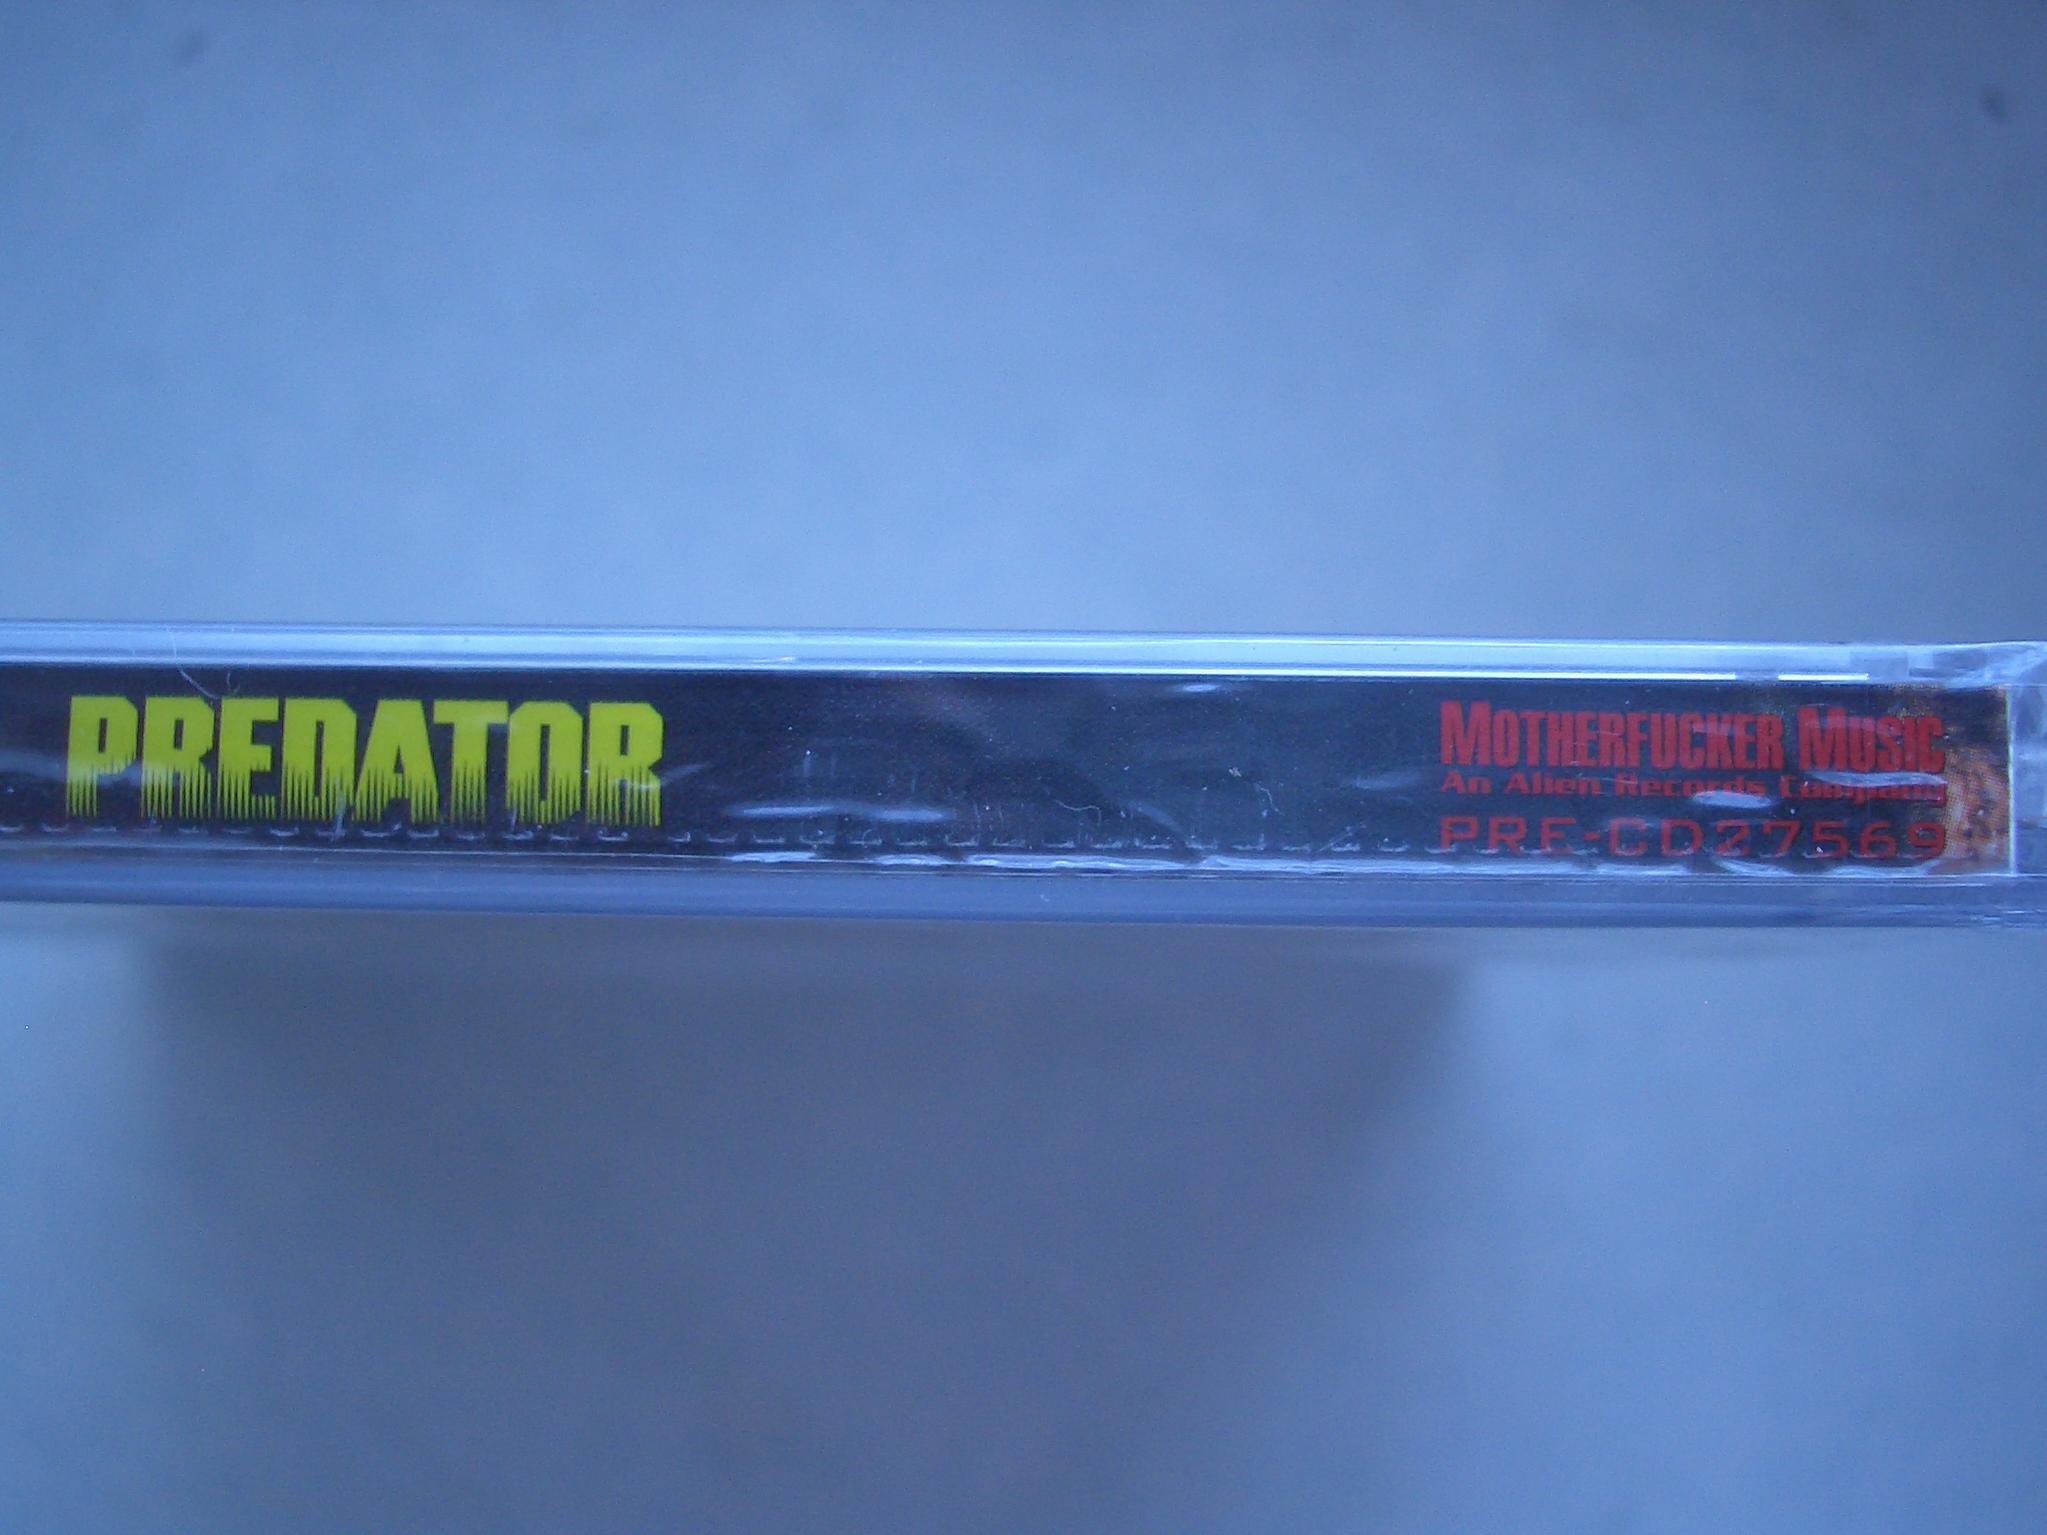 PREDATOR
MOTHERFUCKER MUSIC
An Alien Records Company
PRE-CD27569